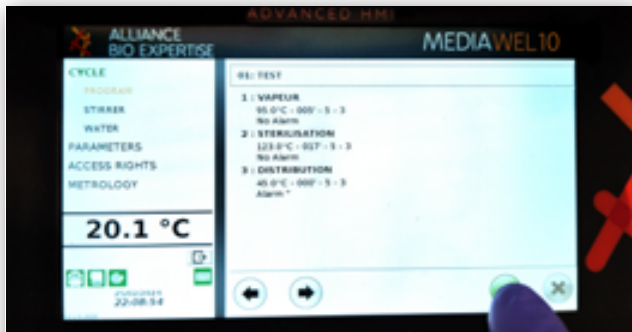 ADVANCED HMI
ALLIANCE
BIO EXPERTISE
MEDIAWEL10
CYCLE
PROGRAM
STIRRER
WATER
PARAMETERS
ACCESS RIGHTS
METROLOGY
20.1 °C
22:08:54
01: TEST
1 : VAPEUR
95.0°C - 005' - 5 - 3
No Alarm
2 : STERILISATION
123.0°C - 017' - 5 - 3
No Alarm
3 : DISTRIBUTION
45.0°C - 000' - 5 - 3
Alarm *